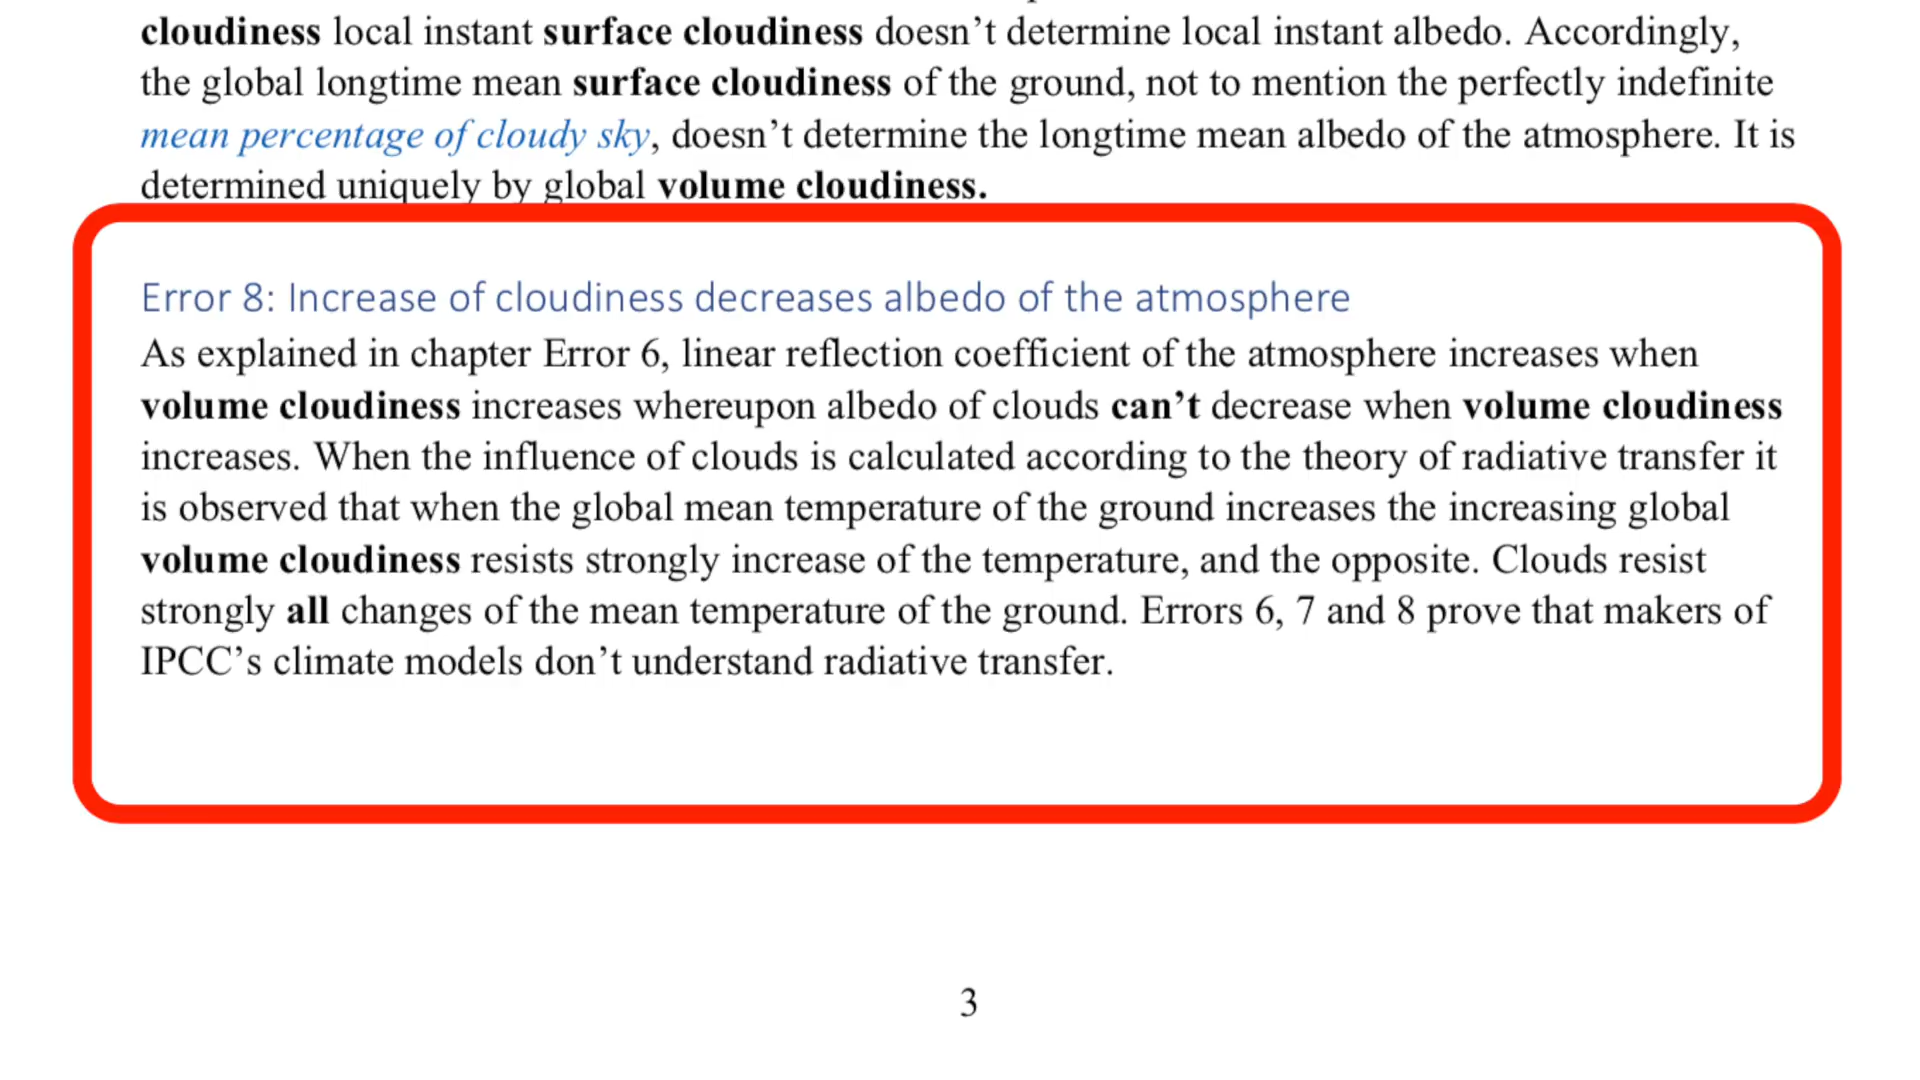 cloudiness local instant surface cloudiness doesn’t determine local instant albedo. Accordingly,
the global longtime mean surface cloudiness of the ground, not to mention the perfectly indefinite
mean percentage of cloudy sky, doesn’t determine the longtime mean albedo of the atmosphere. It is
determined uniquely by global volume cloudiness.
Error 8: Increase of cloudiness decreases albedo of the atmosphere
As explained in chapter Error 6, linear reflection coefficient of the atmosphere increases when
volume cloudiness increases whereupon albedo of clouds can’t decrease when volume cloudiness
increases. When the influence of clouds is calculated according to the theory of radiative transfer it
is observed that when the global mean temperature of the ground increases the increasing global
volume cloudiness resists strongly increase of the temperature, and the opposite. Clouds resist
strongly all changes of the mean temperature of the ground. Errors 6, 7 and 8 prove that makers of
IPCC’s climate models don’t understand radiative transfer.
3